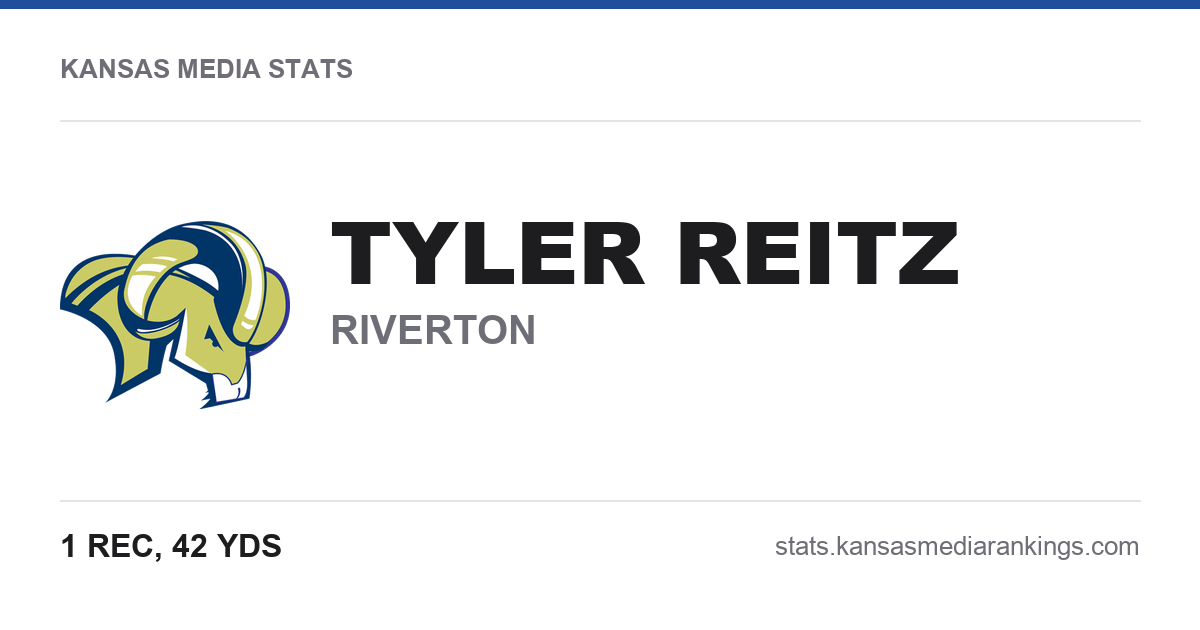 KANSAS MEDIA STATS
TYLER REITZ
RIVERTON
1 REC, 42 YDS
stats.kansasmediarankings.com